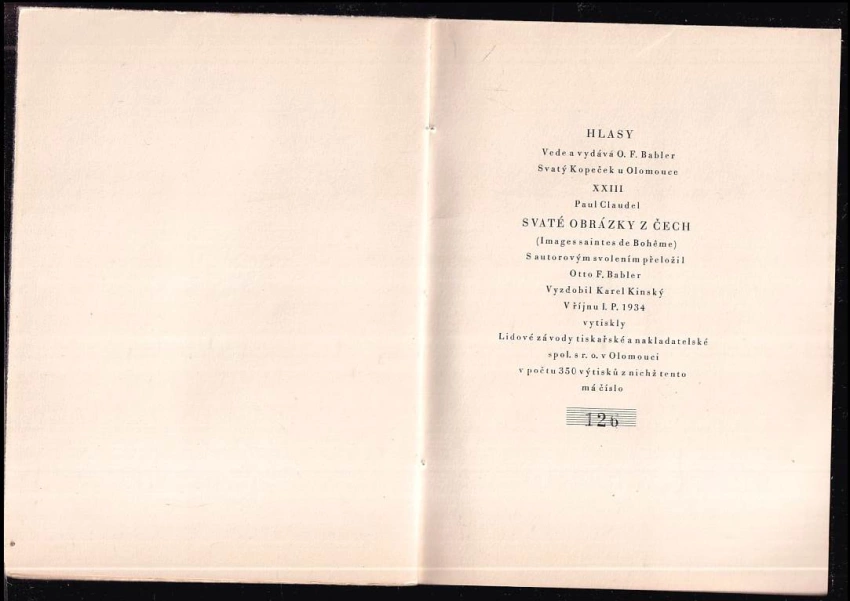 HLASY
Vede a vydává O. F. Babler
Svatý Kopeček u Olomouce
XXIII
Paul Claudel
SVATÉ OBRÁZKY Z ČECH
(Images saintes de Bohême)
S autorovým svolením přeložil
Otto F. Babler
Vyzdobil Karel Kinský
V říjnu I. P. 1934
vytiskly
Lidové závody tiskařské a nakladatelské
spol. s r. o. v Olomouci
v počtu 350 výtisků z nichž tento
má číslo
126